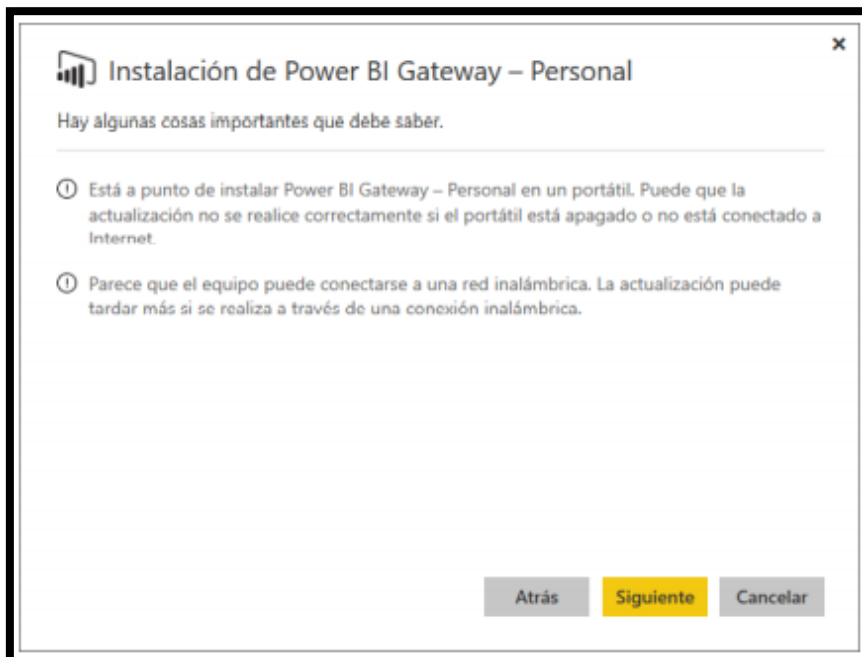 Instalación de Power BI Gateway – Personal
Hay algunas cosas importantes que debe saber.
Está a punto de instalar Power BI Gateway – Personal en un portátil. Puede que la
actualización no se realice correctamente si el portátil está apagado o no está conectado a
Internet.
Parece que el equipo puede conectarse a una red inalámbrica. La actualización puede
tardar más si se realiza a través de una conexión inalámbrica.
Atrás Siguiente Cancelar